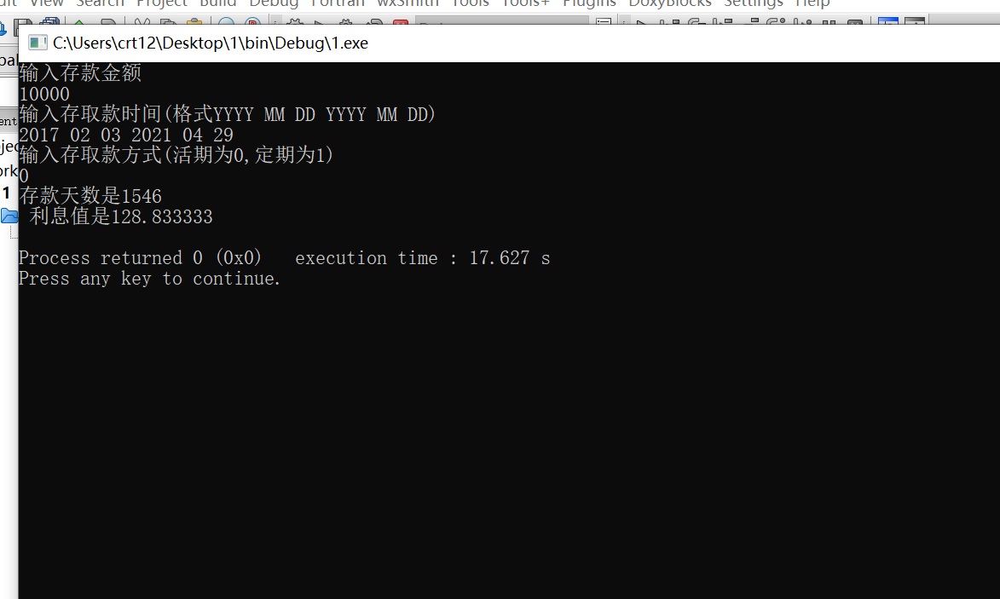 View Search Project Build Debug Fortran wxSmith Tools Tools+ Plugins DoxyBlocks Settings Help
C:\Users\crt12\Desktop\1\bin\Debug\1.exe
输入存款金额
10000
输入存取款时间(格式YYYY MM DD YYYY MM DD)
2017 02 03 2021 04 29
输入存取款方式(活期为0,定期为1)
0
1
存款天数是1546
利息值是128.833333
Process returned 0 (0x0) execution time : 17.627 s
Press any key to continue.